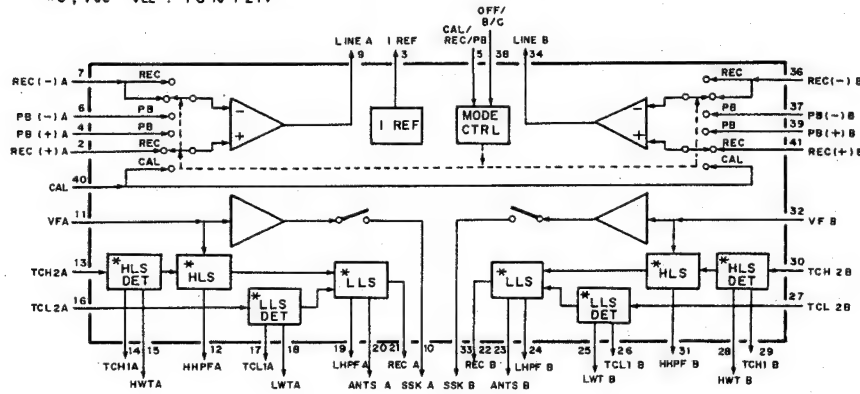 OFF/
B/C
CAL/
REC/PB
LINE A
I REF
LINE B
9
3
5
38
34
7
REC(-)A
REC
6
PB(-)A
PB
4
PB(+)A
PB
2
REC(+)A
REC
CAL
40
CAL
-
+
I REF
MODE
CTRL
-
+
REC
36
REC(-)B
PB
37
PB(-)B
PB
39
PB(+)B
REC
41
REC(+)B
CAL
11
VFA
32
VF B
13
TCH2A
*HLS
DET
*HLS
*LLS
*LLS
*HLS
*HLS
DET
30
TCH 2B
16
TCL2A
*LLS
DET
*LLS
DET
27
TCL 2B
14
15
12
17
18
19
20
21
10
33
22
23
24
25
26
31
28
29
TCH1A
HWTA
HHPFA
TCL1A
LWTA
LHPF A
ANTS A
REC A
SSK A
SSK B
REC B
ANTS B
LHPF B
LWT B
TCL1 B
HHPF B
HWT B
TCH1 B